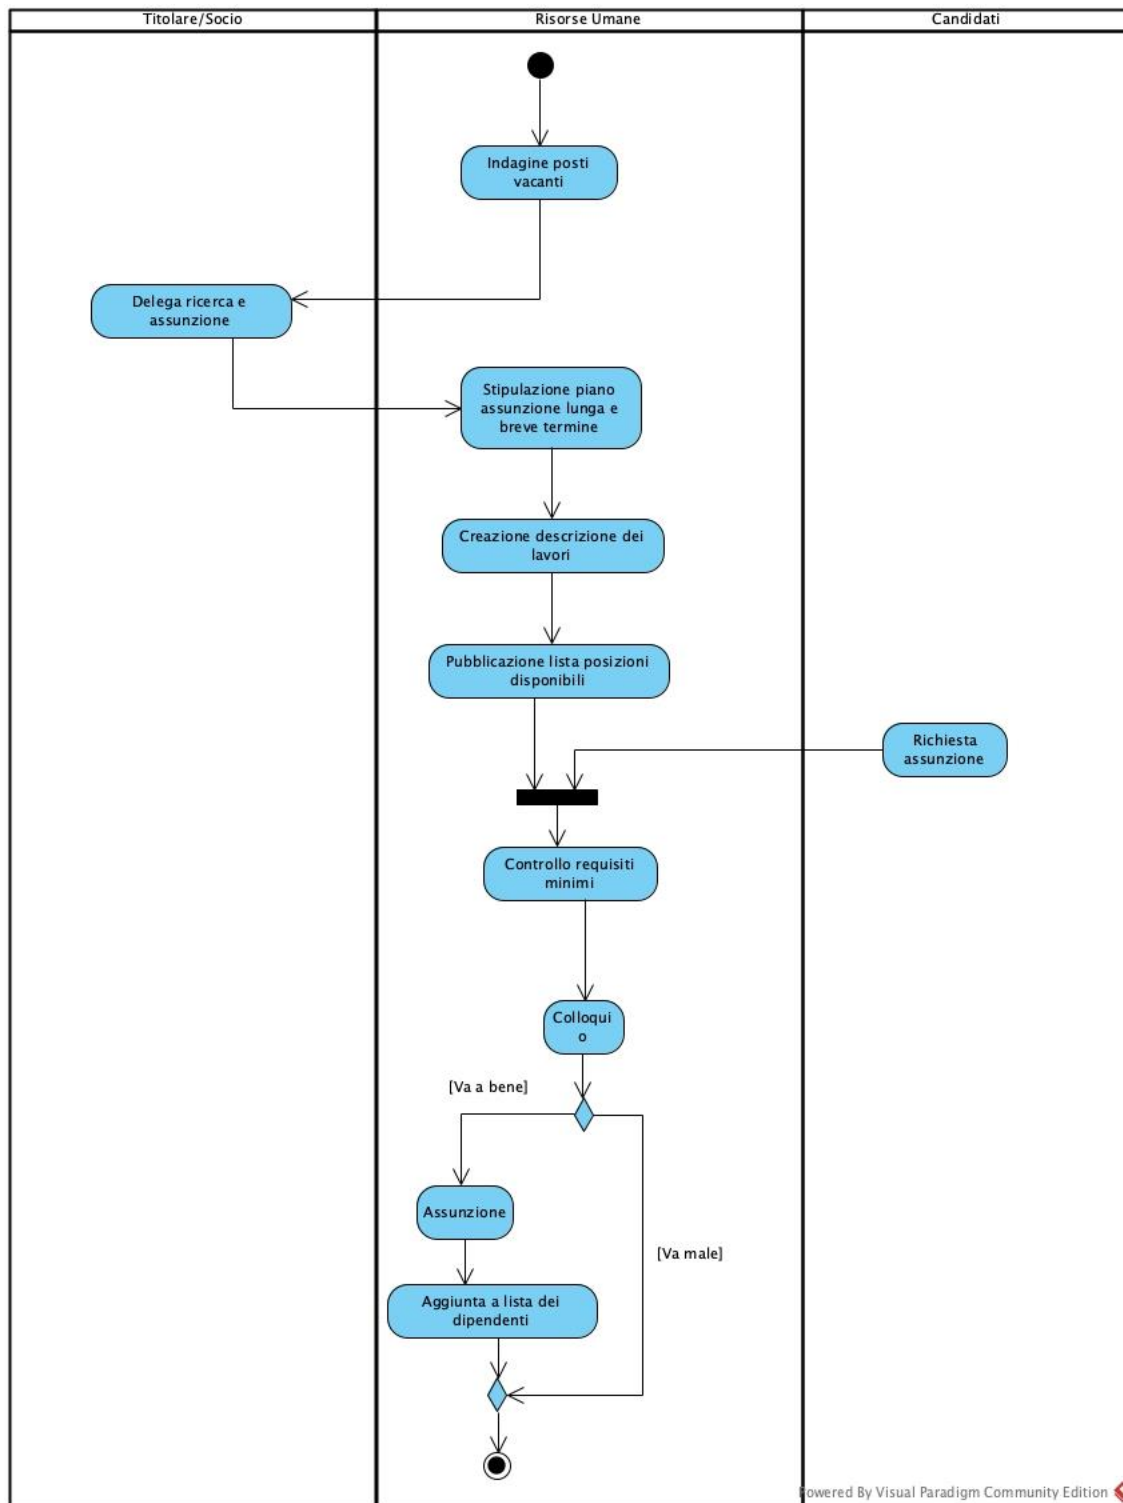 Titolare/Socio
Risorse Umane
Candidati
Indagine posti
vacanti
Delega ricerca e
assunzione
Stipulazione piano
assunzione lunga e
breve termine
Creazione descrizione dei
lavori
Pubblicazione lista posizioni
disponibili
Richiesta
assunzione
Controllo requisiti
minimi
Colloqui
o
[Va a bene]
Assunzione
[Va male]
Aggiunta a lista dei
dipendenti
Powered By Visual Paradigm Community Edition